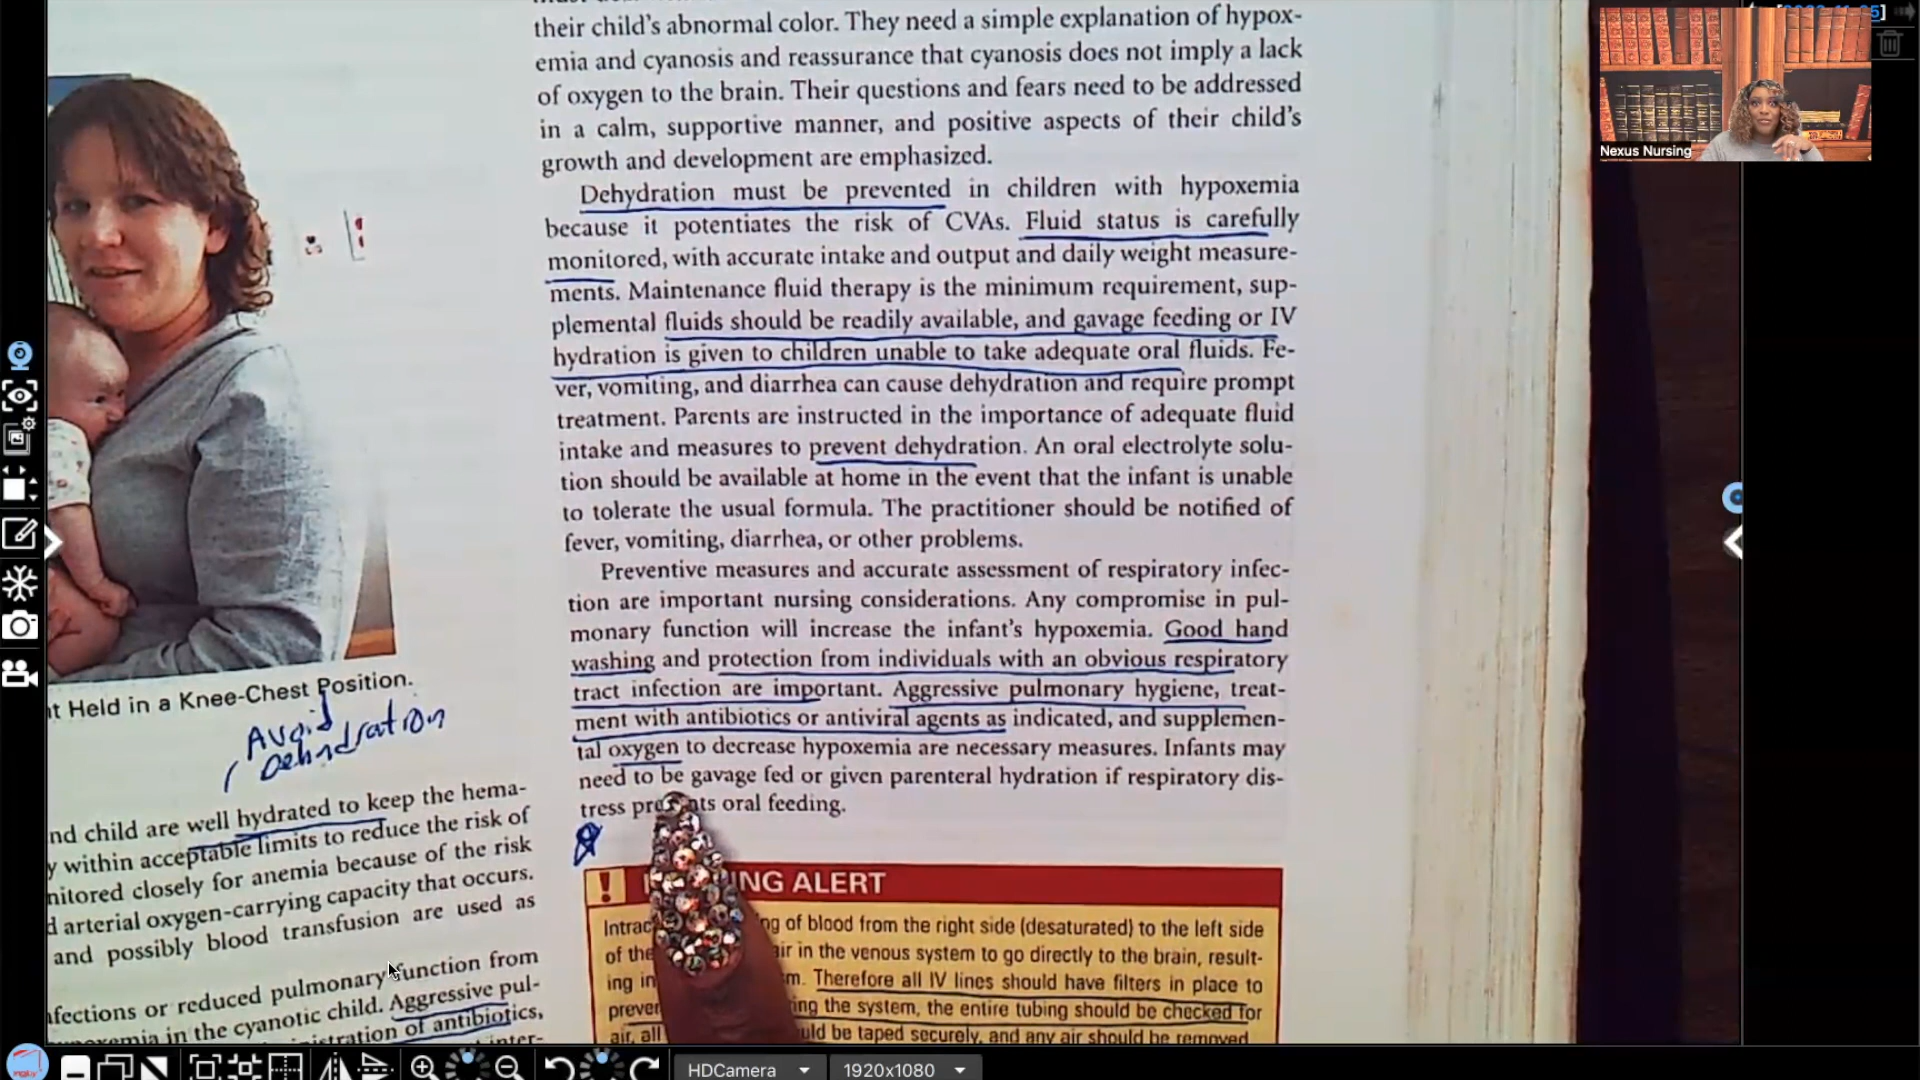 their child's abnormal color. They need a simple explanation of hypox-
emia and cyanosis and reassurance that cyanosis does not imply a lack
of oxygen to the brain. Their questions and fears need to be addressed
in a calm, supportive manner, and positive aspects of their child's
growth and development are emphasized.
Dehydration must be prevented in children with hypoxemia
because it potentiates the risk of CVAs. Fluid status is carefully
monitored, with accurate intake and output and daily weight measure-
ments. Maintenance fluid therapy is the minimum requirement, sup-
plemental fluids should be readily available, and gavage feeding or IV
hydration is given to children unable to take adequate oral fluids. Fe-
ver, vomiting, and diarrhea can cause dehydration and require prompt
treatment. Parents are instructed in the importance of adequate fluid
intake and measures to prevent dehydration. An oral electrolyte solu-
tion should be available at home in the event that the infant is unable
to tolerate the usual formula. The practitioner should be notified of
fever, vomiting, diarrhea, or other problems.
Preventive measures and accurate assessment of respiratory infec-
tion are important nursing considerations. Any compromise in pul-
monary function will increase the infant's hypoxemia. Good hand
washing and protection from individuals with an obvious respiratory
tract infection are important. Aggressive pulmonary hygiene, treat-
ment with antibiotics or antiviral agents as indicated, and supplemen-
tal oxygen to decrease hypoxemia are necessary measures. Infants may
need to be gavage fed or given parenteral hydration if respiratory dis-
tress oral feeding.
! ALERT
of blood from the right side (desaturated) to the left side
of the air in the venous system to go directly to the brain, result-
ing in Therefore all IV lines should have filters in place to
the system, the entire tubing should be checked for
air, all be taped securely, and any air should be removed
Held in a Knee-Chest Position.
Avoid
Dehydration
child are well hydrated to keep the hema-
within acceptable limits to reduce the risk of
closely for anemia because of the risk
arterial oxygen-carrying capacity that occurs.
and possibly blood transfusion are used as
or reduced pulmonary function from
in the cyanotic child. Aggressive pul-
of antibiotics,
Nexus Nursing
HDCamera
1920x1080